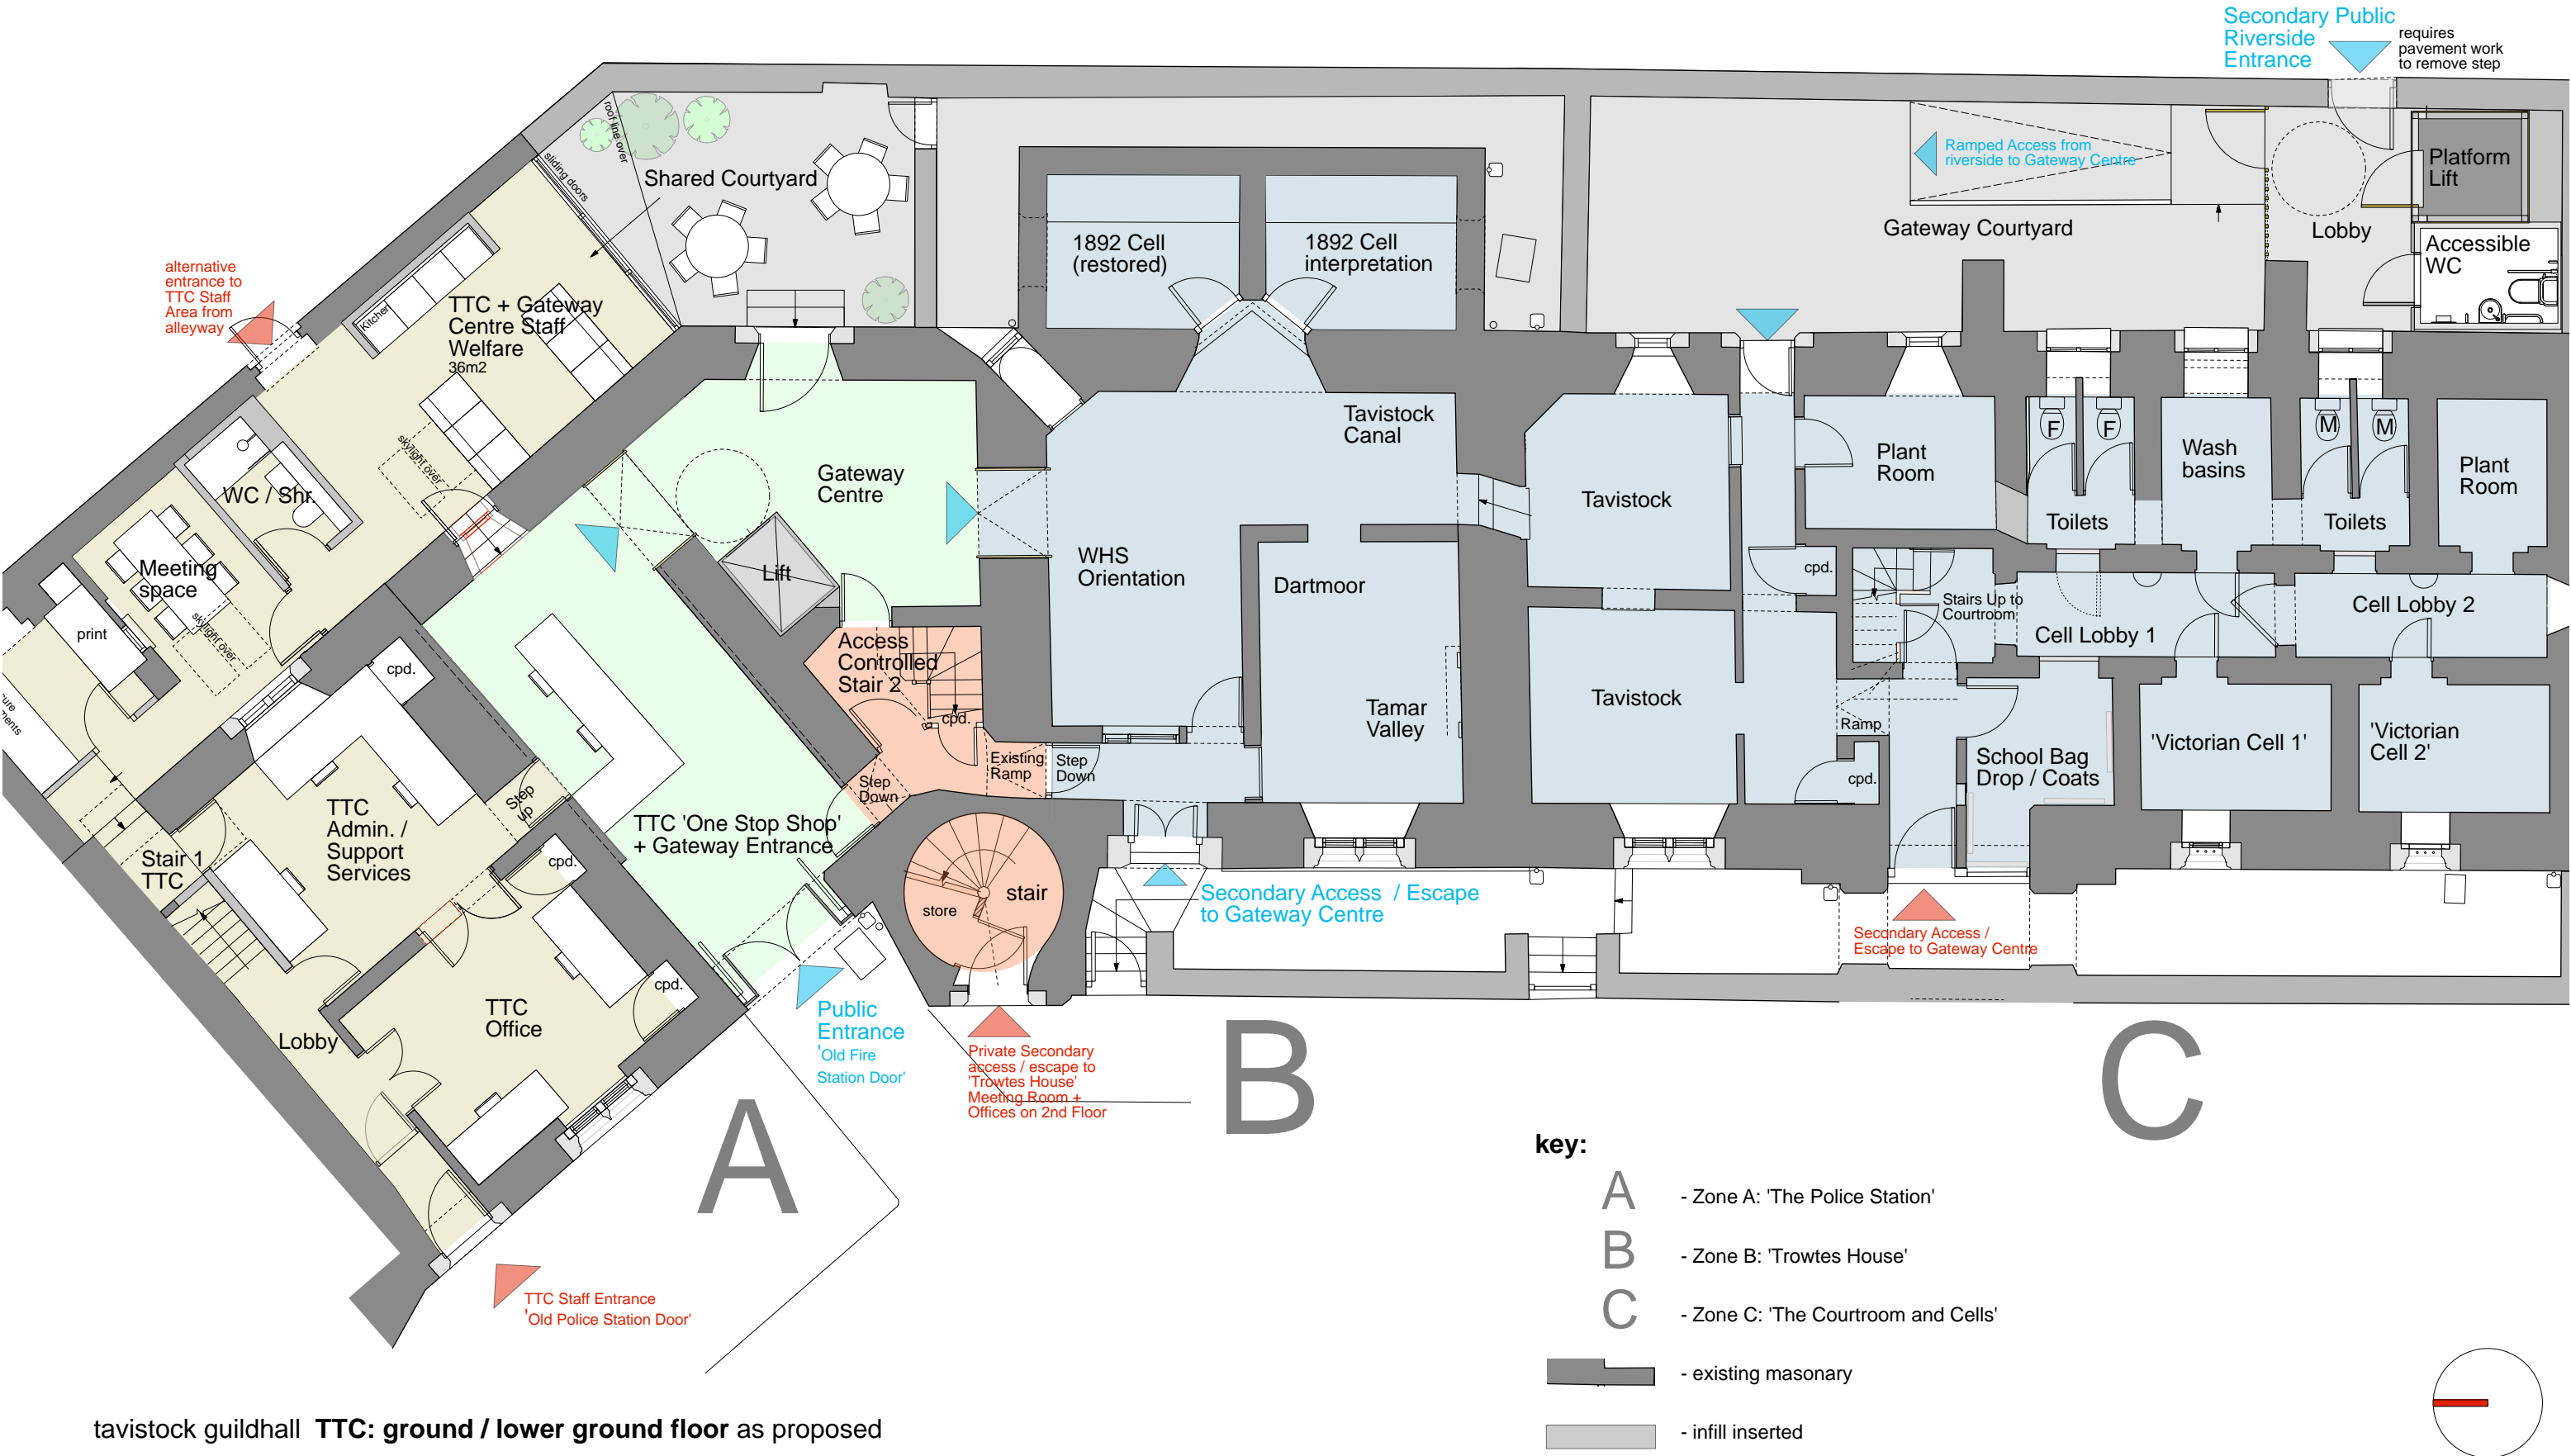 Secondary Public
Riverside
Entrance
requires
pavement work
to remove step
roof line over
sliding doors
Shared Courtyard
Ramped Access from
riverside to Gateway Centre
Platform
Lift
Gateway Courtyard
Lobby
Accessible
WC
1892 Cell
(restored)
1892 Cell
interpretation
alternative
entrance to
TTC Staff
Area from
alleyway
Kitchen
TTC + Gateway
Centre Staff
Welfare
36m2
skylight over
WC / Shr.
Gateway
Centre
Tavistock
Canal
Tavistock
Plant
Room
F
F
Toilets
Wash
basins
M
M
Toilets
Plant
Room
Meeting
space
print
skylight over
Lift
WHS
Orientation
Dartmoor
cpd.
Stairs Up to
Courtroom
Cell Lobby 1
Cell Lobby 2
cpd.
Access
Controlled
Stair 2
cpd.
Tamar
Valley
Tavistock
Ramp
School Bag
Drop / Coats
'Victorian Cell 1'
'Victorian
Cell 2'
Existing
Ramp
Step
Down
Step
Down
cpd.
Step
up
TTC
Admin. /
Support
Services
TTC 'One Stop Shop'
+ Gateway Entrance
Stair 1
TTC
cpd.
store
stair
Secondary Access / Escape
to Gateway Centre
Secondary Access /
Escape to Gateway Centre
cpd.
TTC
Office
Lobby
Public
Entrance
'Old Fire
Station Door'
Private Secondary
access / escape to
'Trowtes House'
Meeting Room +
Offices on 2nd Floor
A
B
C
TTC Staff Entrance
'Old Police Station Door'
key:
A - Zone A: 'The Police Station'
B - Zone B: 'Trowtes House'
C - Zone C: 'The Courtroom and Cells'
- existing masonary
- infill inserted
tavistock guildhall TTC: ground / lower ground floor as proposed